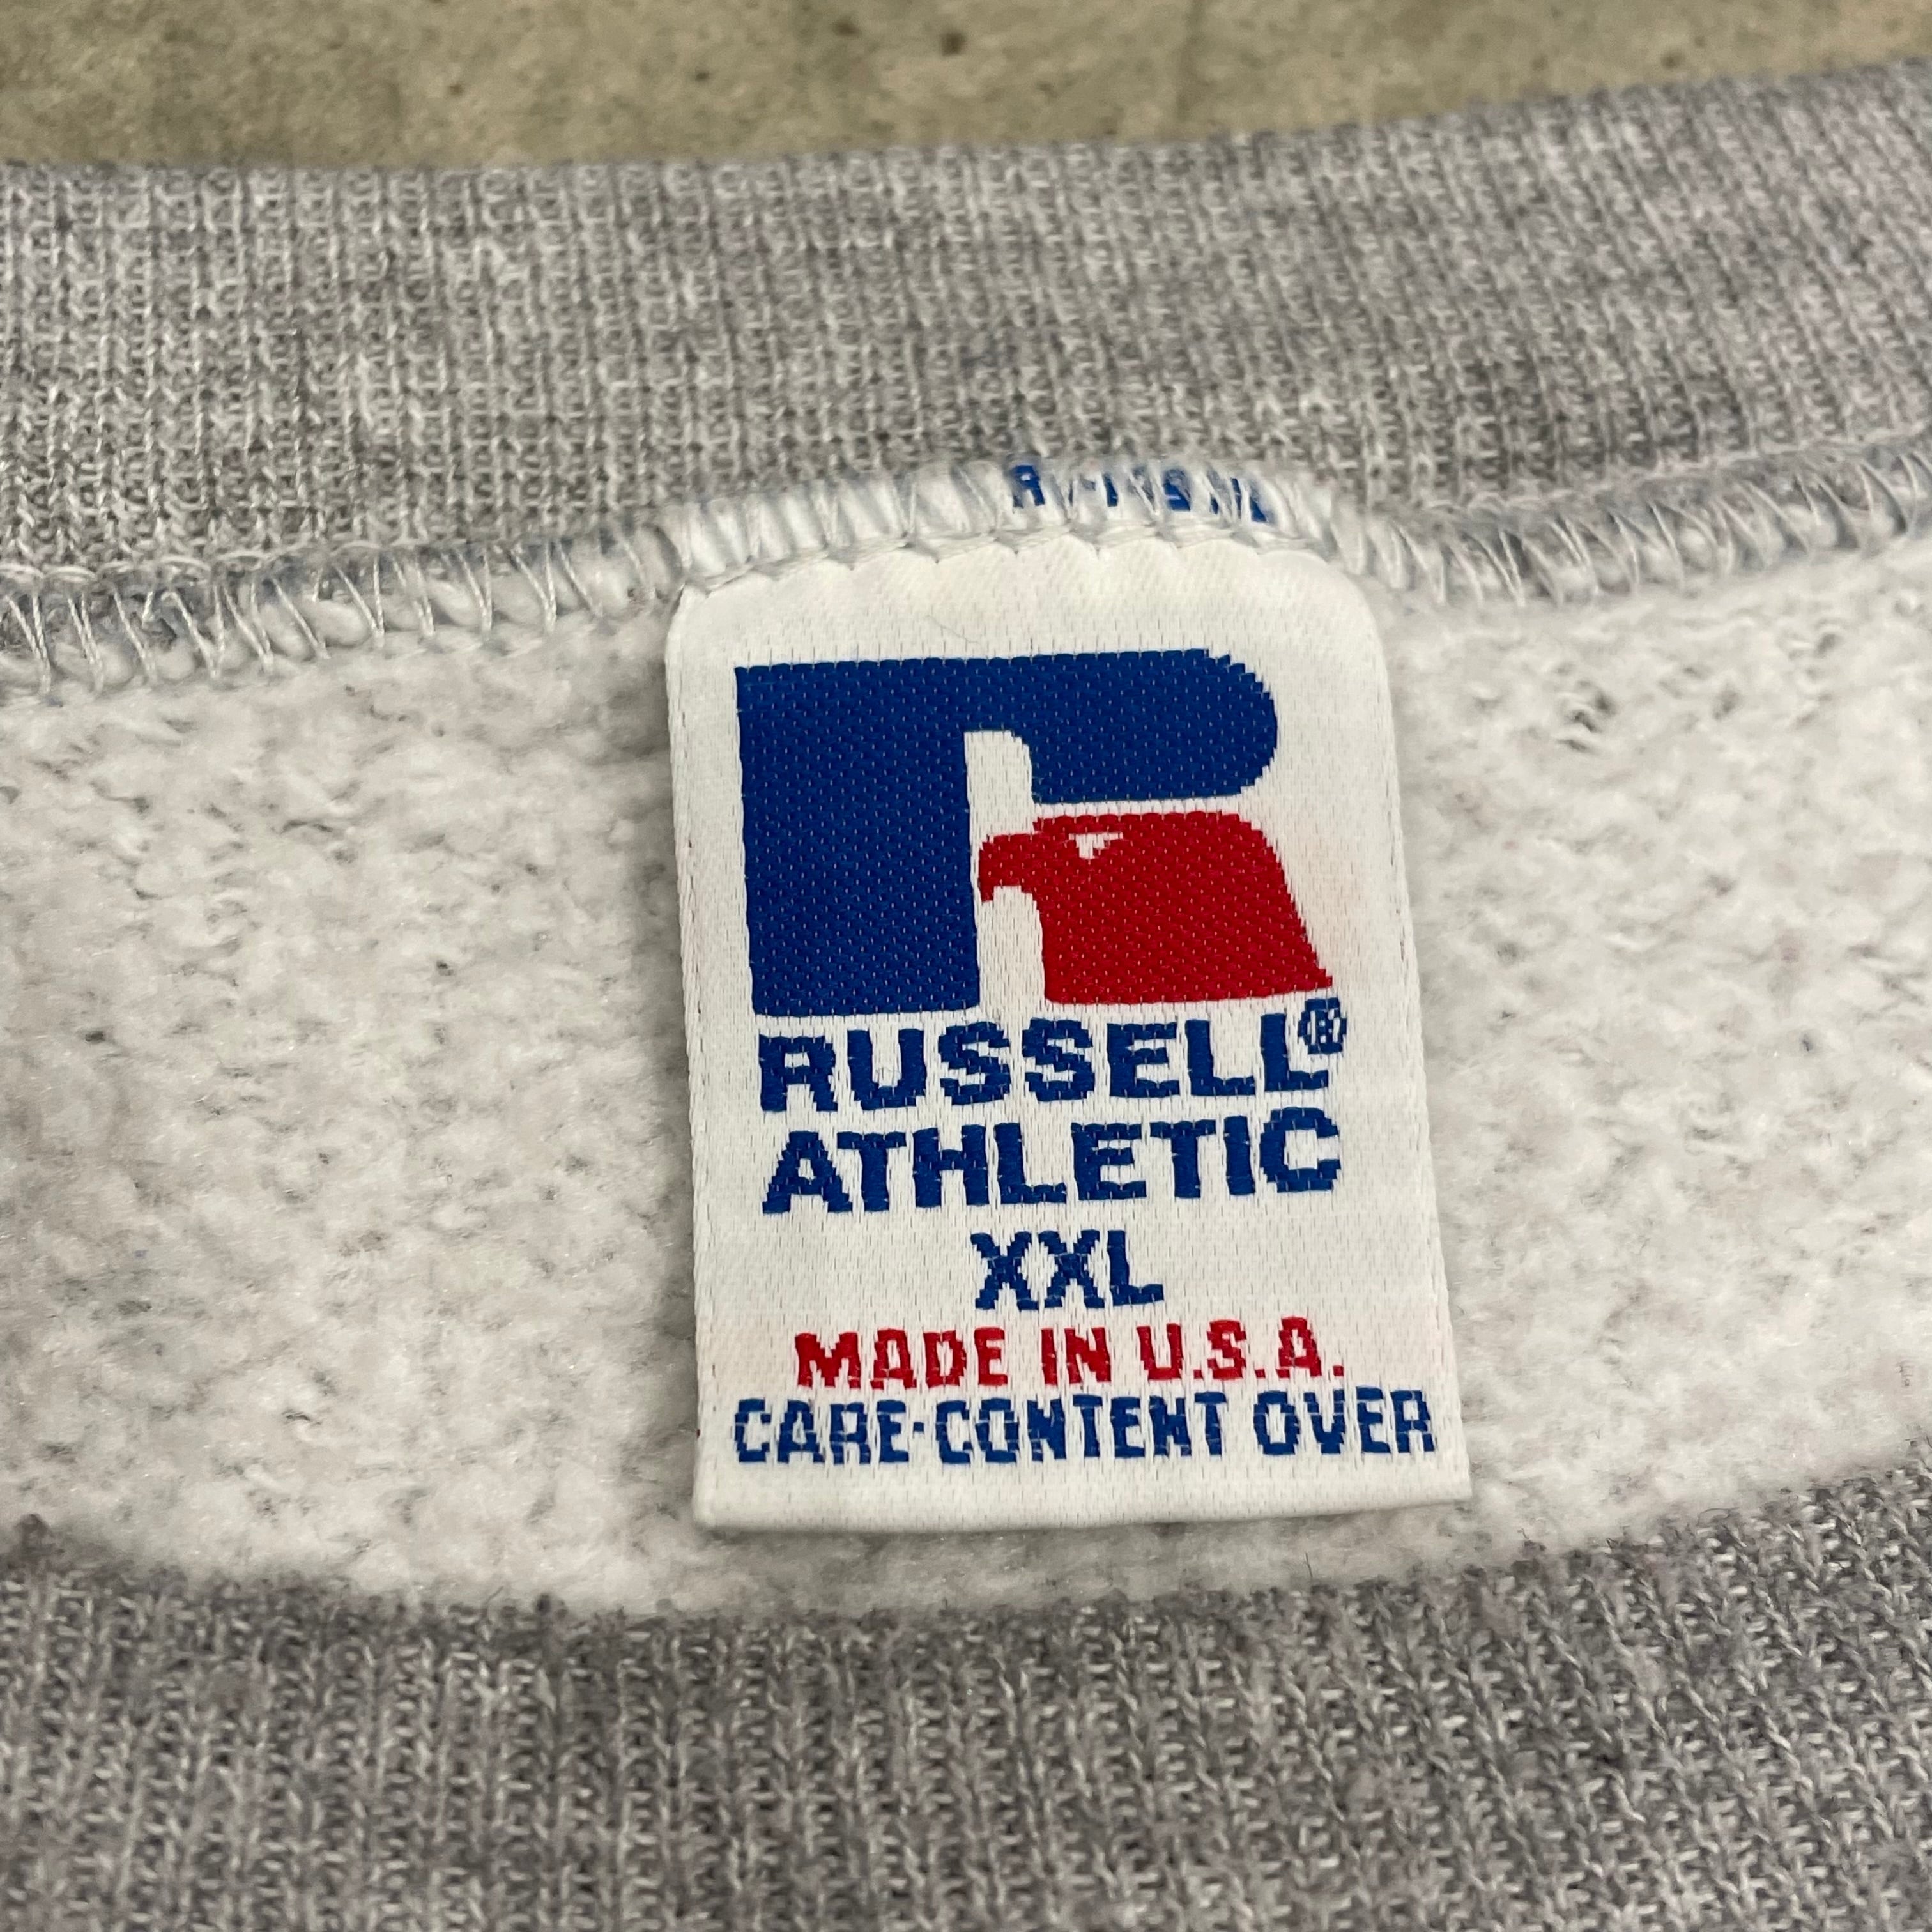 RUSSELL®
ATHLETIC
XXL
MADE IN U.S.A.
CARE·CONTENT OVER